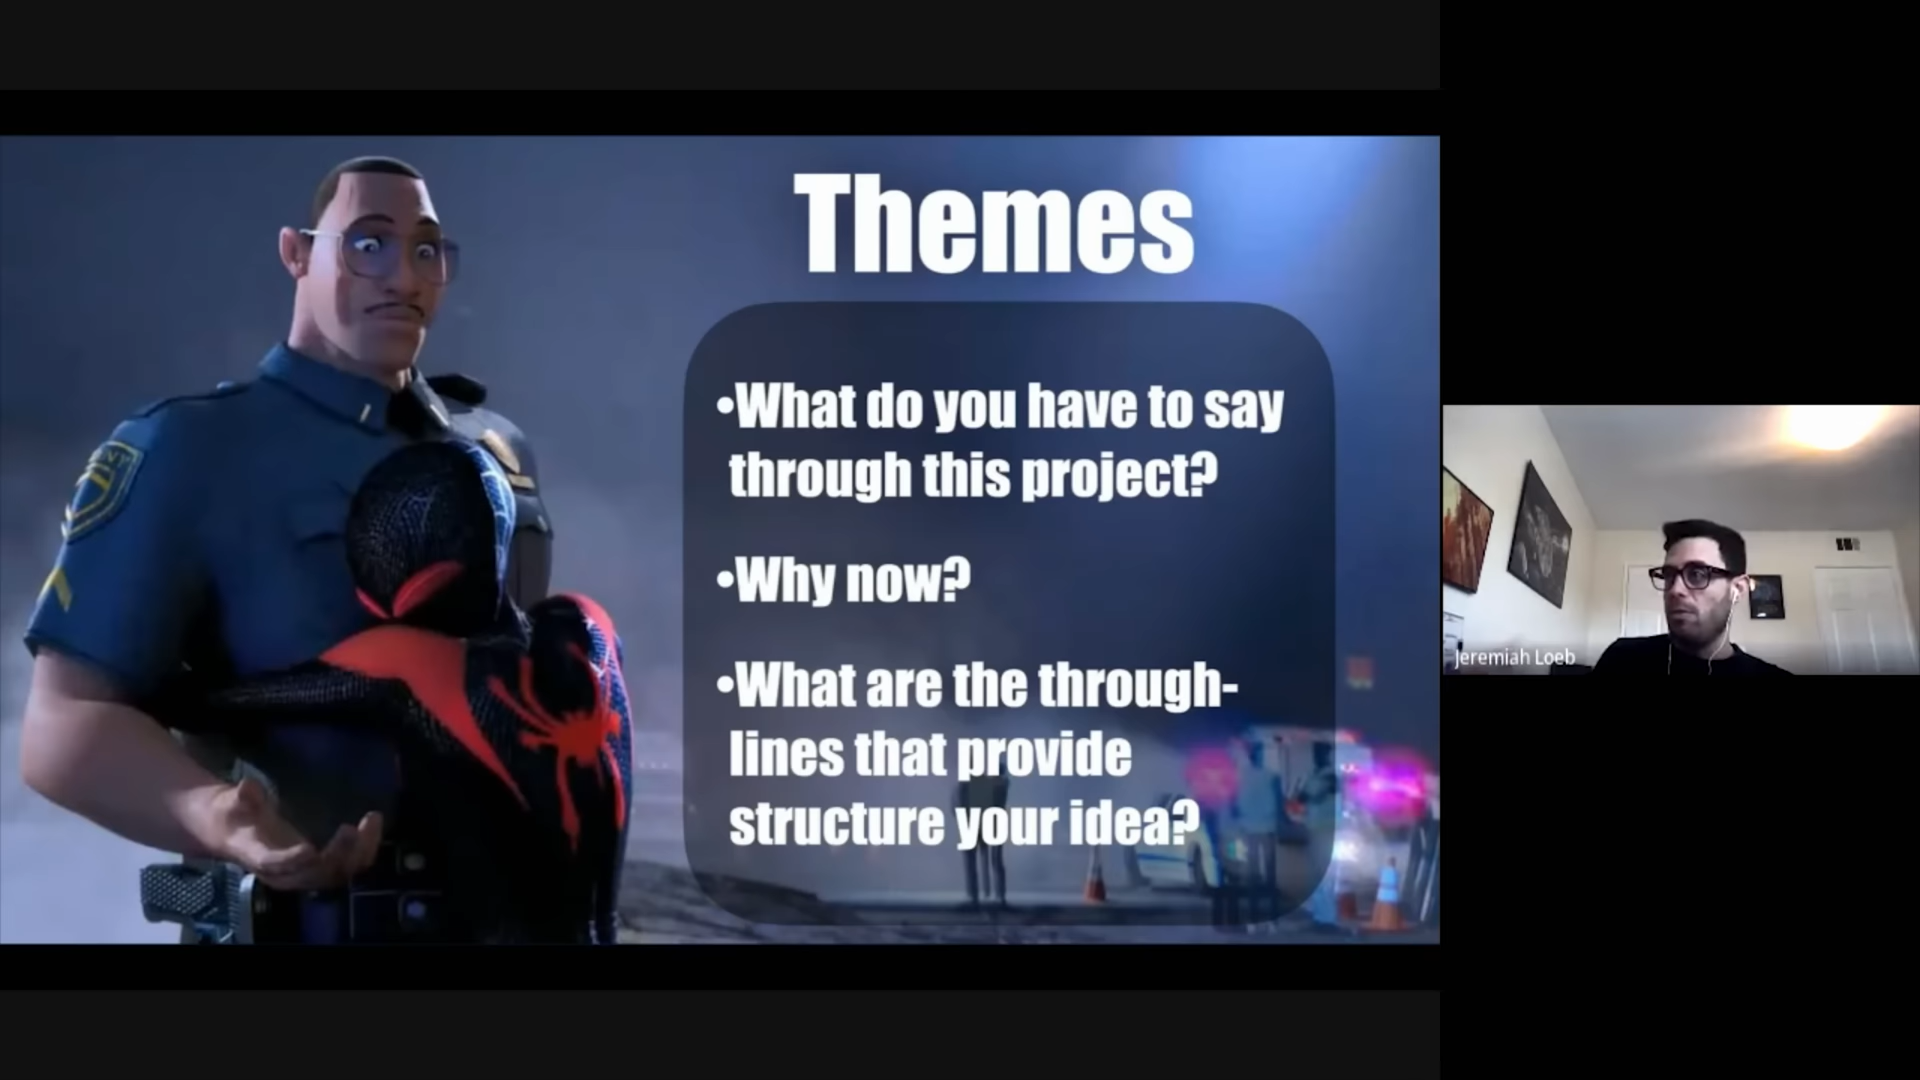 Themes
•What do you have to say
through this project?
•Why now?
•What are the through-
lines that provide
structure your idea?
Jeremiah Loeb